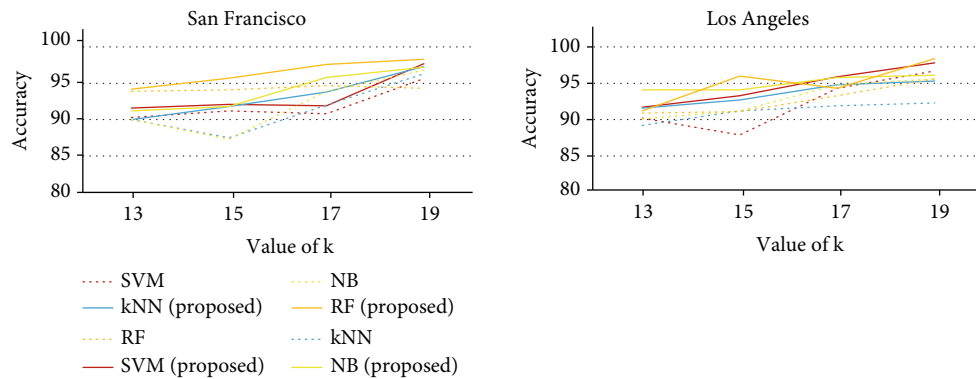 San Francisco
100
95
90
85
80
Accuracy
13 15 17 19
Value of k
Los Angeles
100
95
90
85
80
Accuracy
13 15 17 19
Value of k
SVM
kNN (proposed)
RF
SVM (proposed)
NB
RF (proposed)
kNN
NB (proposed)